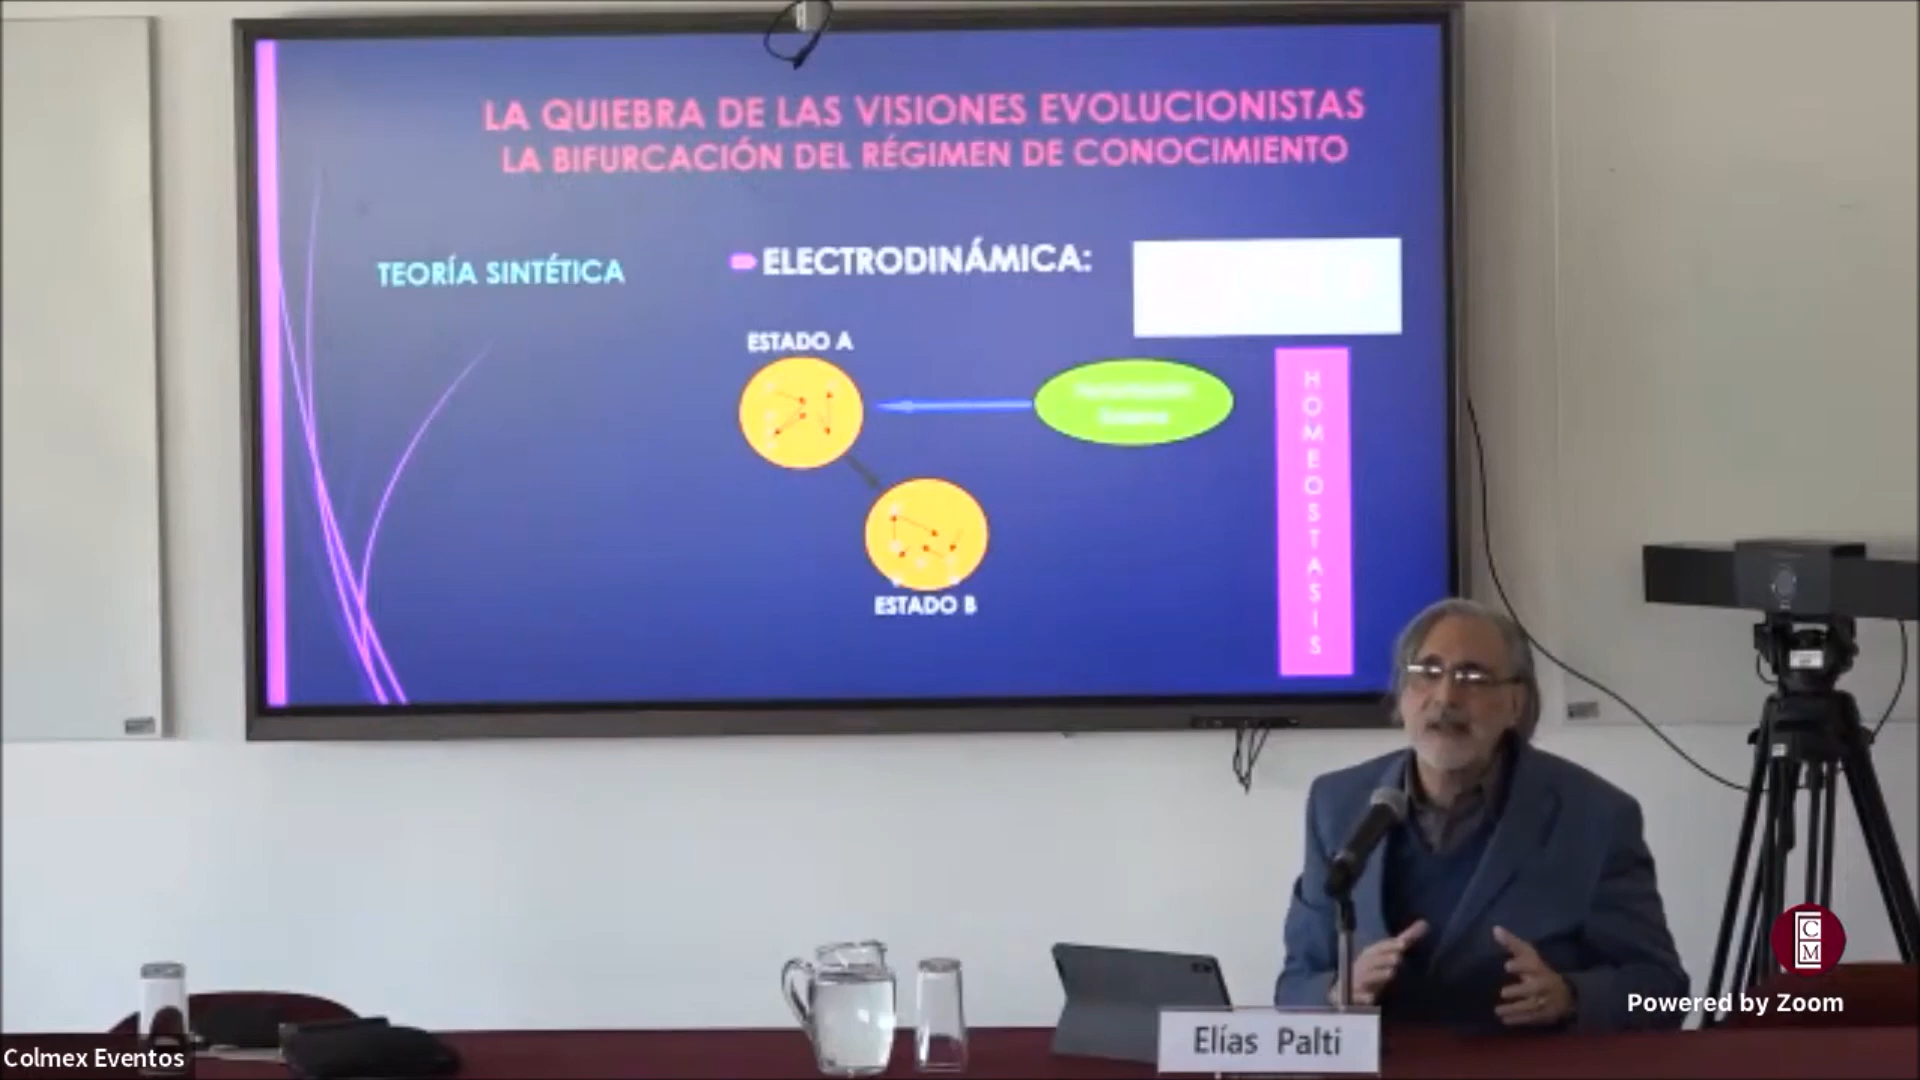 LA QUIEBRA DE LAS VISIONES EVOLUCIONISTAS
LA BIFURCACIÓN DEL RÉGIMEN DE CONOCIMIENTO
TEORÍA SINTÉTICA
ELECTRODINÁMICA:
ESTADO A
ESTADO B
HOMEOSTASIS
Elías Palti
CM
Powered by Zoom
Colmex Eventos